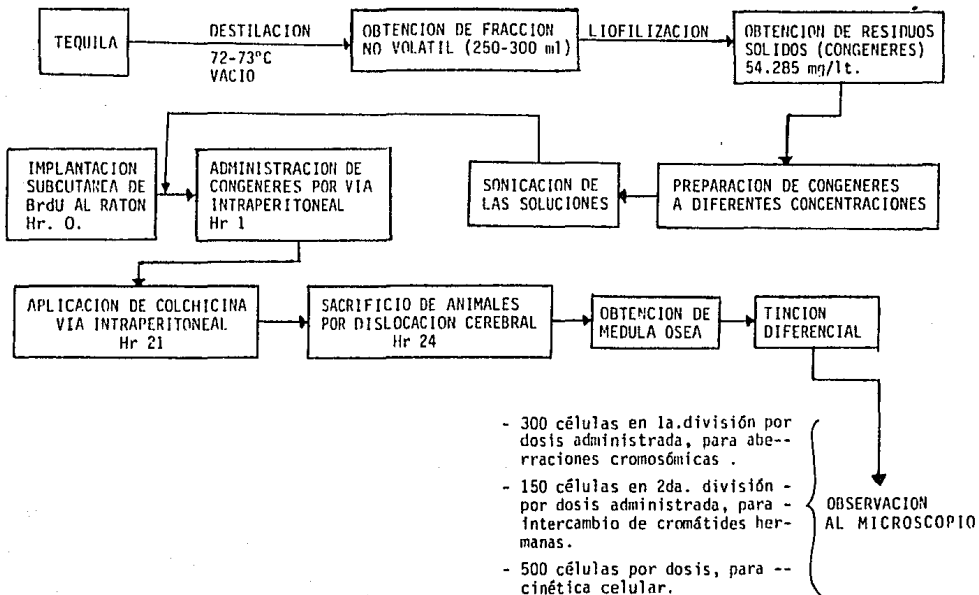 TEQUILA
DESTILACION
72-73ºC
VACIO
OBTENCION DE FRACCION
NO VOLATIL (250-300 ml)
LIOFILIZACION
OBTENCION DE RESIDUOS
SOLIDOS (CONGENERES)
54.285 mg/lt.
IMPLANTACION
SUBCUTANEA DE
BrdU AL RATON
Hr. 0.
ADMINISTRACION DE
CONGENERES POR VIA
INTRAPERITONEAL
Hr 1
SONICACION DE
LAS SOLUCIONES
PREPARACION DE CONGENERES
A DIFERENTES CONCENTRACIONES
APLICACION DE COLCHICINA
VIA INTRAPERITONEAL
Hr 21
SACRIFICIO DE ANIMALES
POR DISLOCACION CEREBRAL
Hr 24
OBTENCION DE
MEDULA OSEA
TINCION
DIFERENCIAL
- 300 células en 1a.división por
dosis administrada, para abe--
rraciones cromosómicas .
- 150 células en 2da. división -
por dosis administrada, para -
intercambio de cromátides her-
manas.
- 500 células por dosis, para --
cinética celular.
OBSERVACION
AL MICROSCOPIO